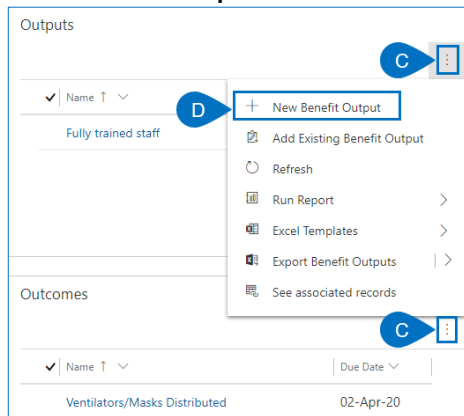 Outputs
C
Name
D
New Benefit Output
Fully trained staff
Add Existing Benefit Output
Refresh
Run Report
Excel Templates
Export Benefit Outputs
Outcomes
See associated records
C
Name
Due Date
Ventilators/Masks Distributed
02-Apr-20